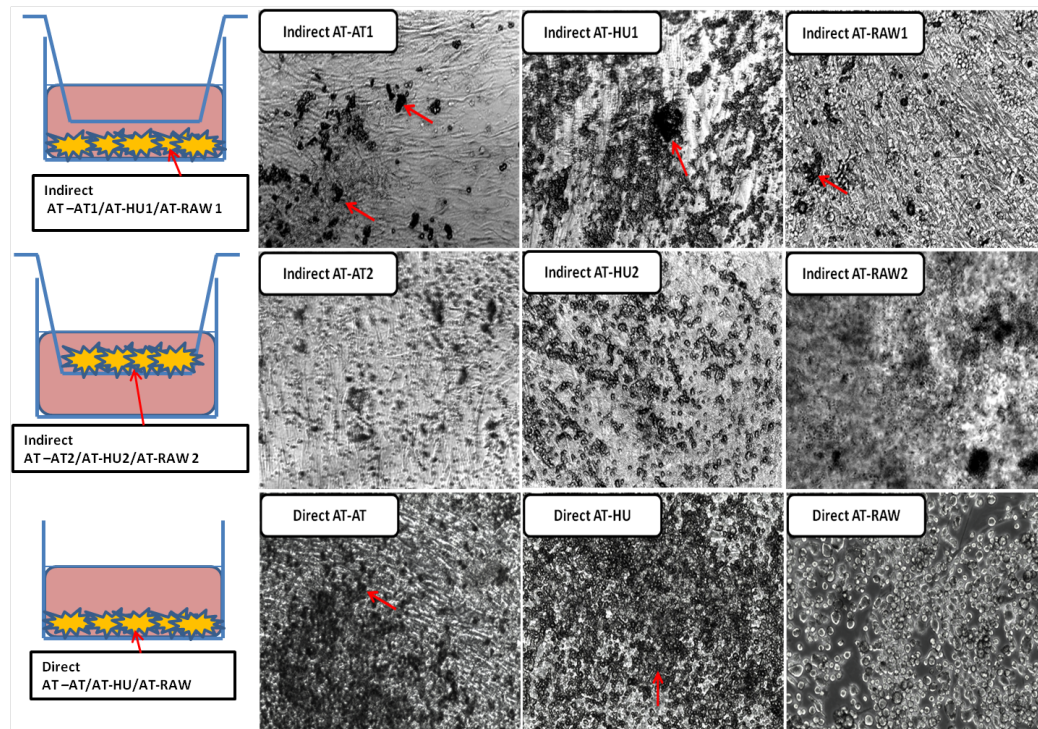 Indirect AT-AT1
Indirect AT-HU1
Indirect AT-RAW1
Indirect
AT –AT1/AT-HU1/AT-RAW 1
Indirect AT-AT2
Indirect AT-HU2
Indirect AT-RAW2
Indirect
AT –AT2/AT-HU2/AT-RAW 2
Direct AT-AT
Direct AT-HU
Direct AT-RAW
Direct
AT –AT/AT-HU/AT-RAW